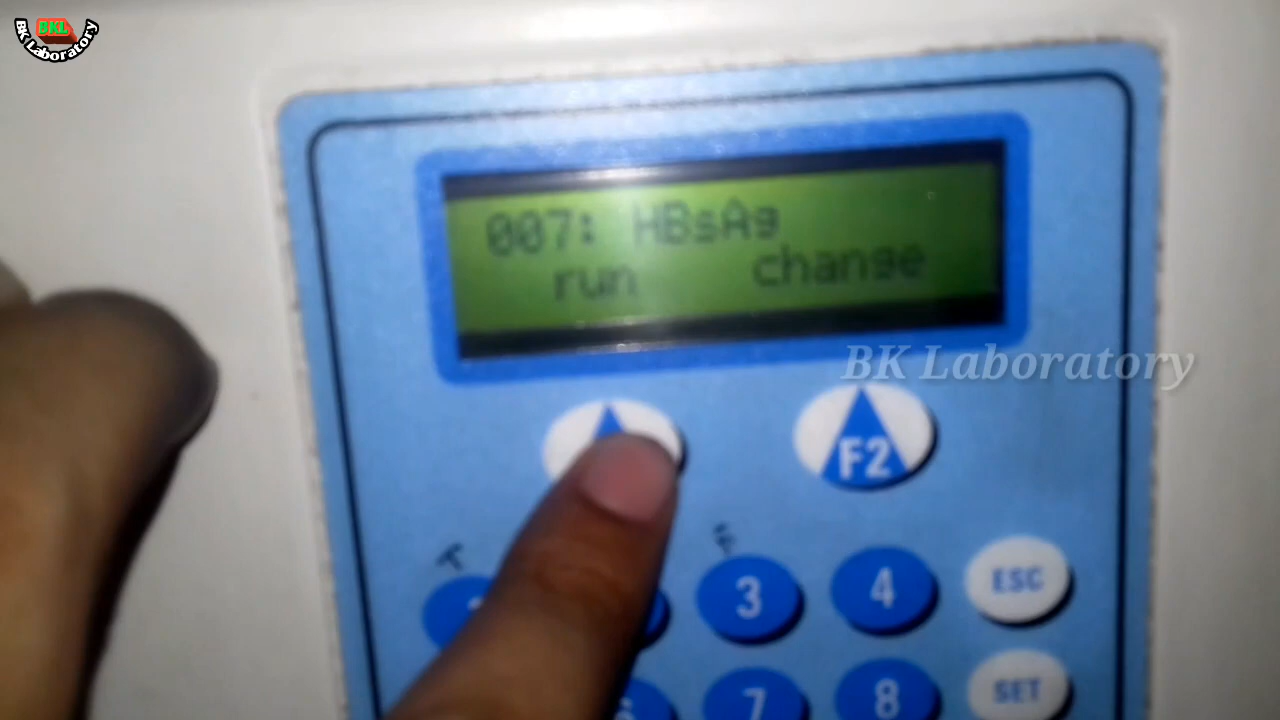 BKL
BK Laboratory
007: HBsAg
run change
BK Laboratory
F2
3
4
ESC
7
8
SET